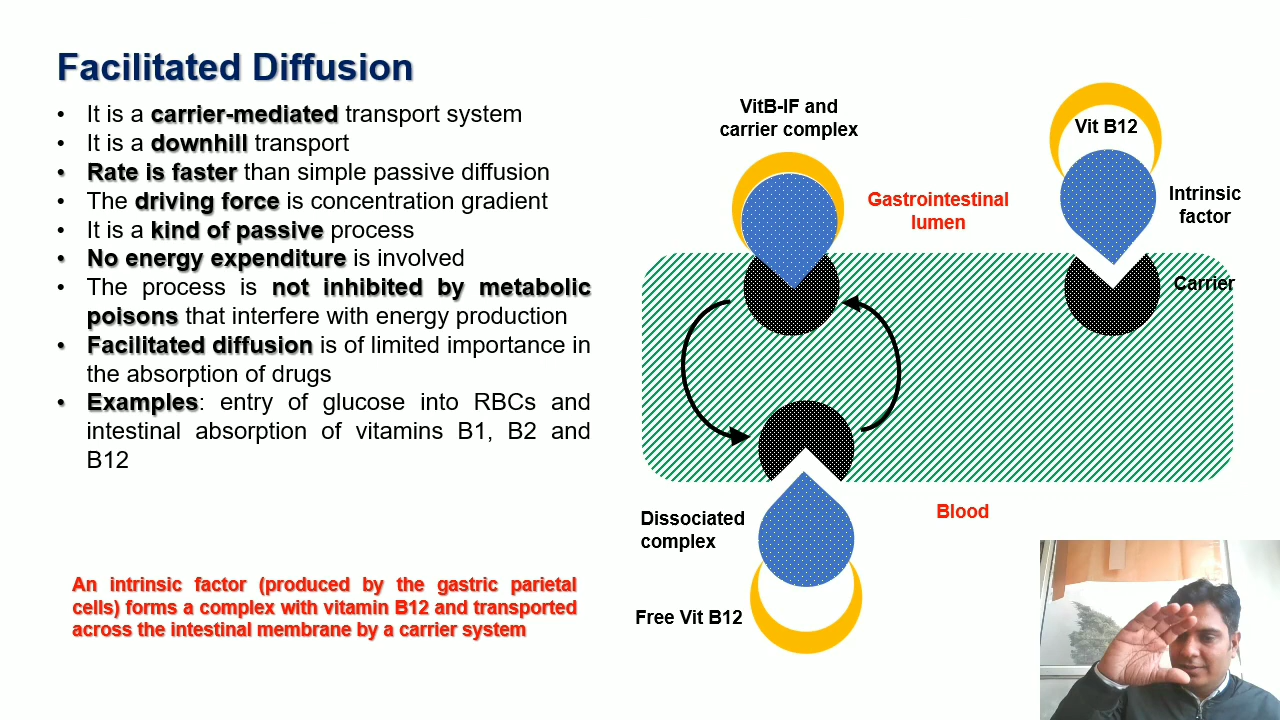 Facilitated Diffusion
• It is a carrier-mediated transport system
• It is a downhill transport
• Rate is faster than simple passive diffusion
• The driving force is concentration gradient
• It is a kind of passive process
• No energy expenditure is involved
• The process is not inhibited by metabolic
poisons that interfere with energy production
• Facilitated diffusion is of limited importance in
the absorption of drugs
• Examples: entry of glucose into RBCs and
intestinal absorption of vitamins B1, B2 and
B12
An intrinsic factor (produced by the gastric parietal
cells) forms a complex with vitamin B12 and transported
across the intestinal membrane by a carrier system
VitB-IF and
carrier complex
Gastrointestinal
lumen
Vit B12
Intrinsic
factor
Carrier
Dissociated
complex
Blood
Free Vit B12